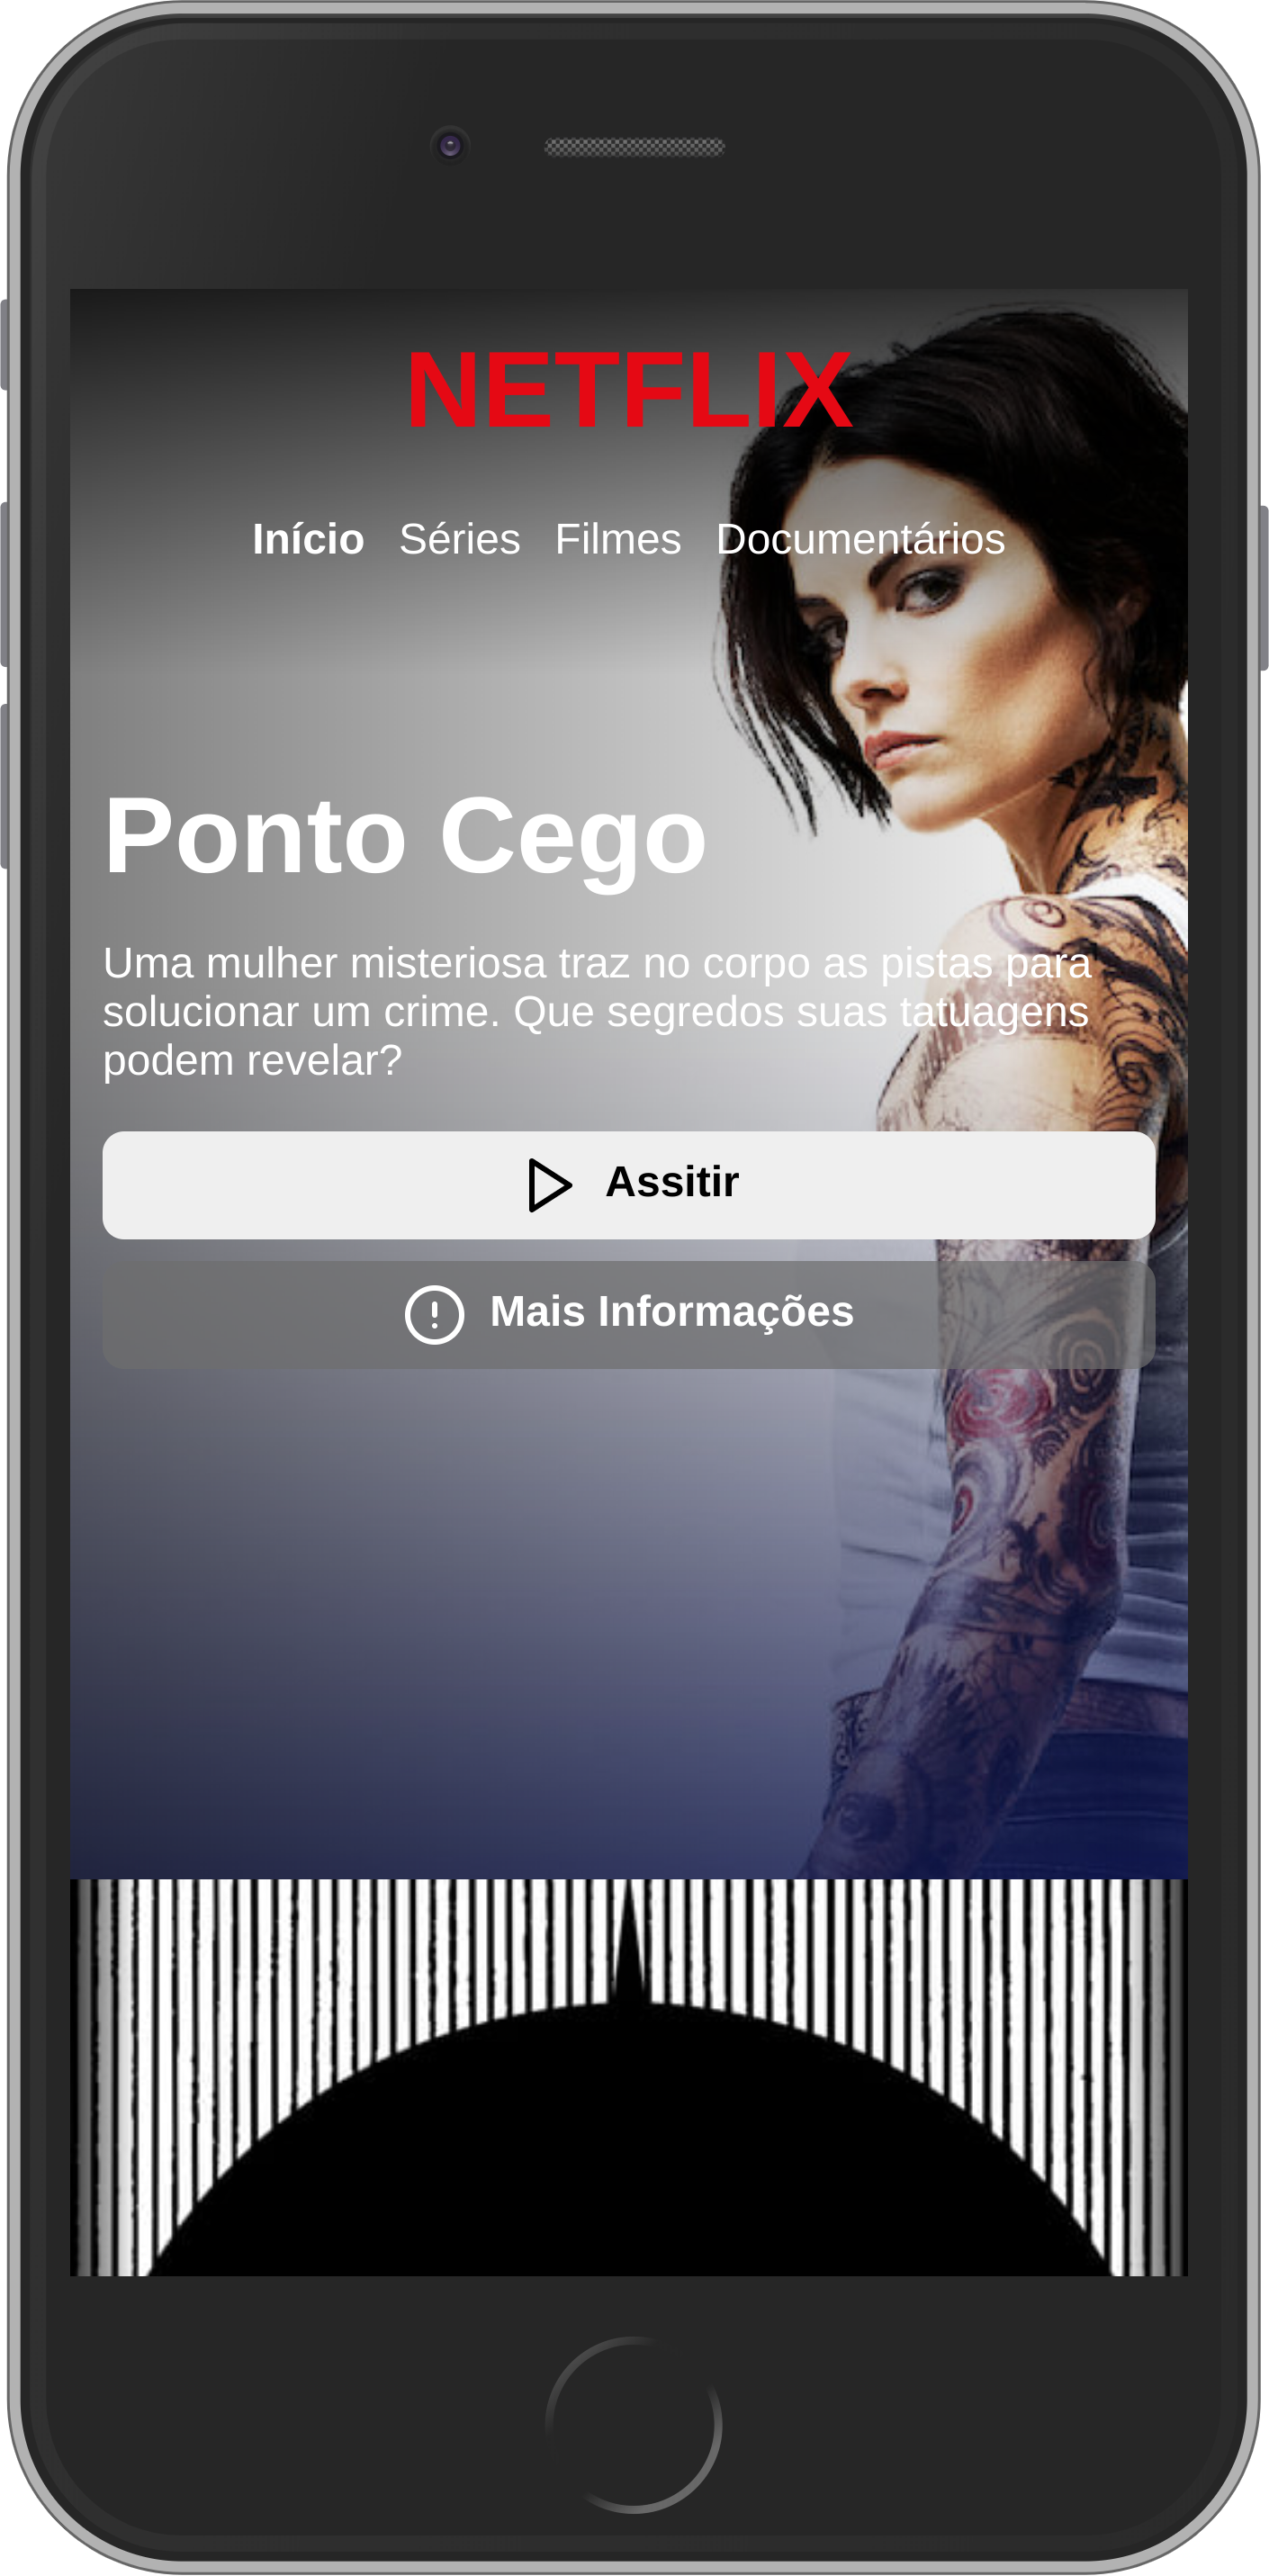 NETFLIX
Início Séries Filmes Documentários
Ponto Cego
Uma mulher misteriosa traz no corpo as pistas para
solucionar um crime. Que segredos suas tatuagens
podem revelar?
Assitir
Mais Informações